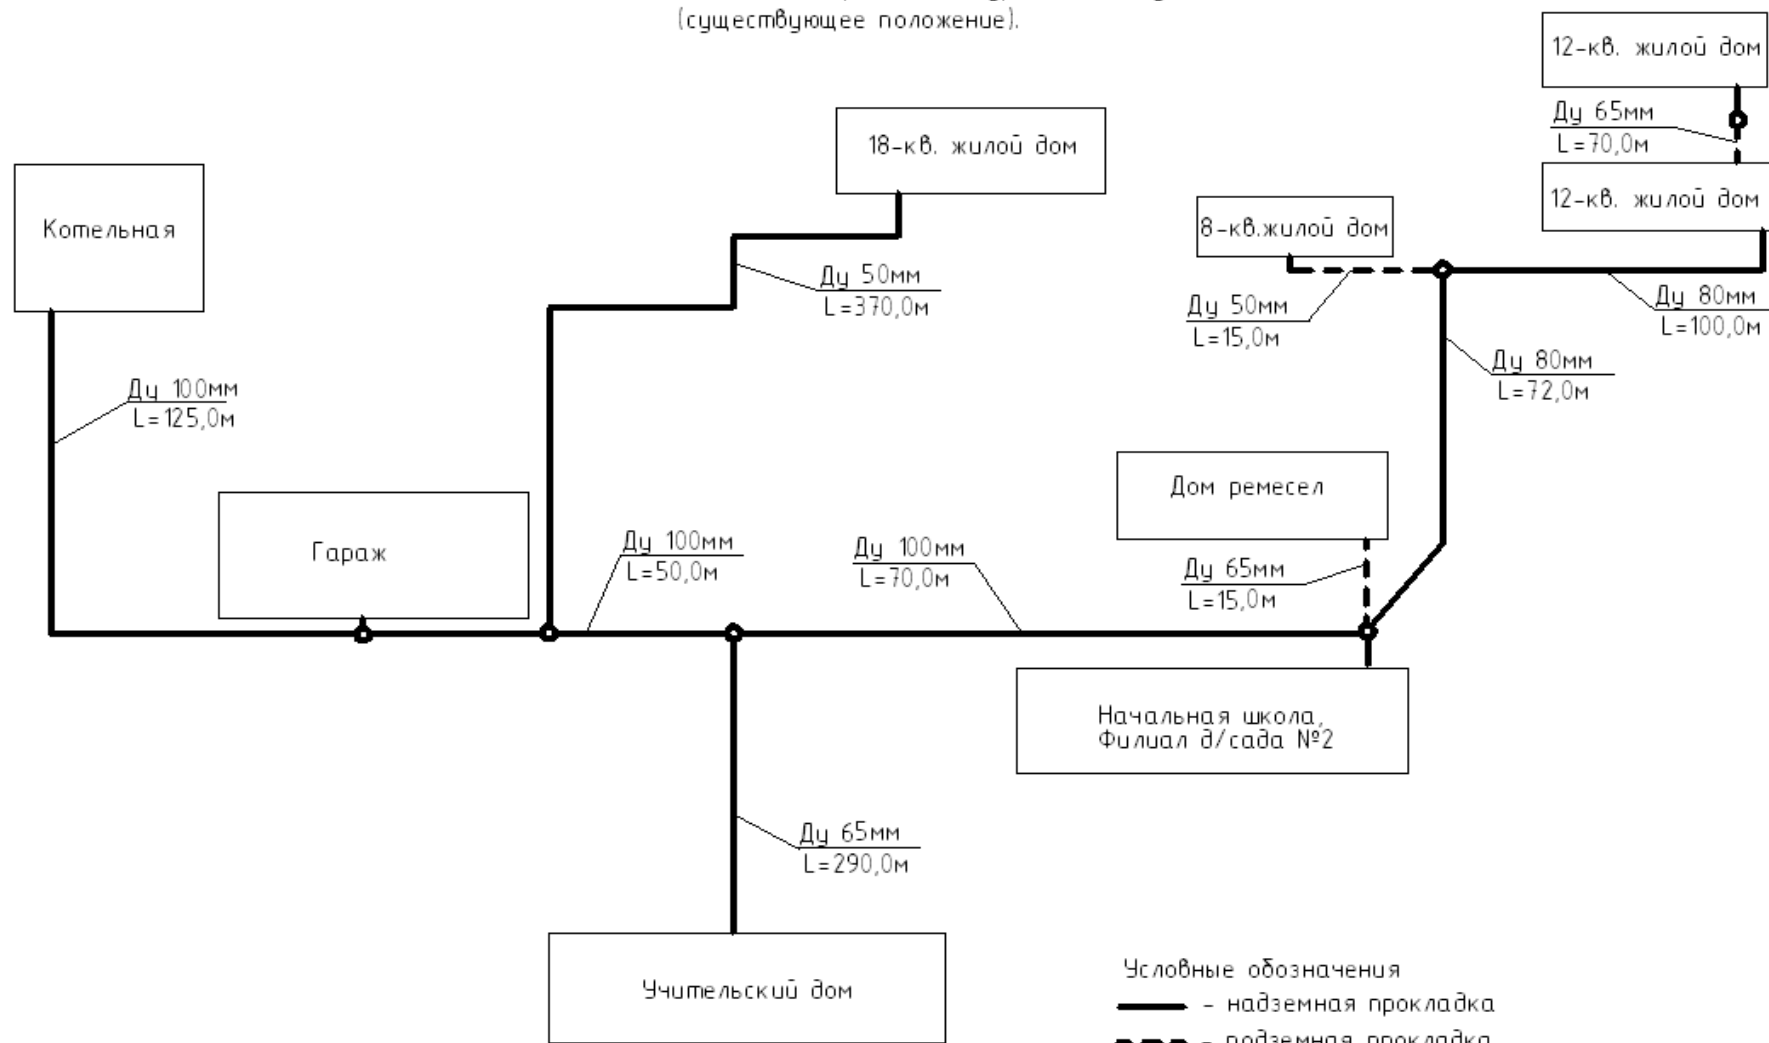 (существующее положение).
12-кв. жилой дом
Ду 65мм
L=70,0м
12-кв. жилой дом
18-кв. жилой дом
Котельная
8-кв.жилой дом
Ду 50мм
L=370,0м
Ду 50мм
L=15,0м
Ду 80мм
L=100,0м
Ду 80мм
L=72,0м
Ду 100мм
L=125,0м
Дом ремесел
Гараж
Ду 100мм
L=50,0м
Ду 100мм
L=70,0м
Ду 65мм
L=15,0м
Начальная школа,
Филиал д/сада №2
Ду 65мм
L=290,0м
Учительский дом
Условные обозначения
- надземная прокладка
- подземная прокладка